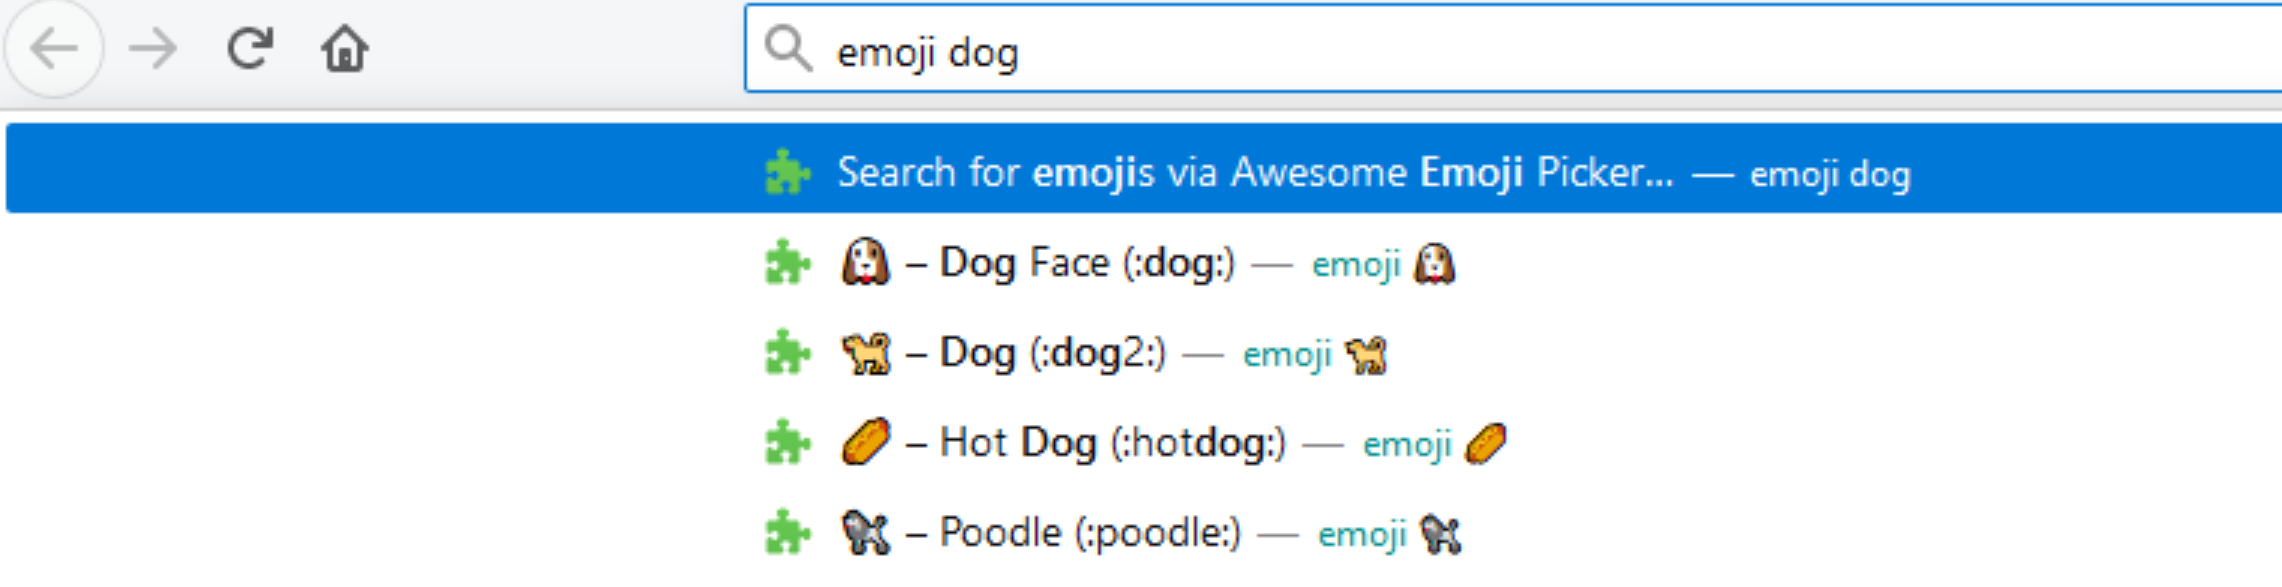 emoji dog
Search for emojis via Awesome Emoji Picker... — emoji dog
🐶 – Dog Face (:dog:) — emoji 🐶
🐕 – Dog (:dog2:) — emoji 🐕
🌭 – Hot Dog (:hotdog:) — emoji 🌭
🐩 – Poodle (:poodle:) — emoji 🐩